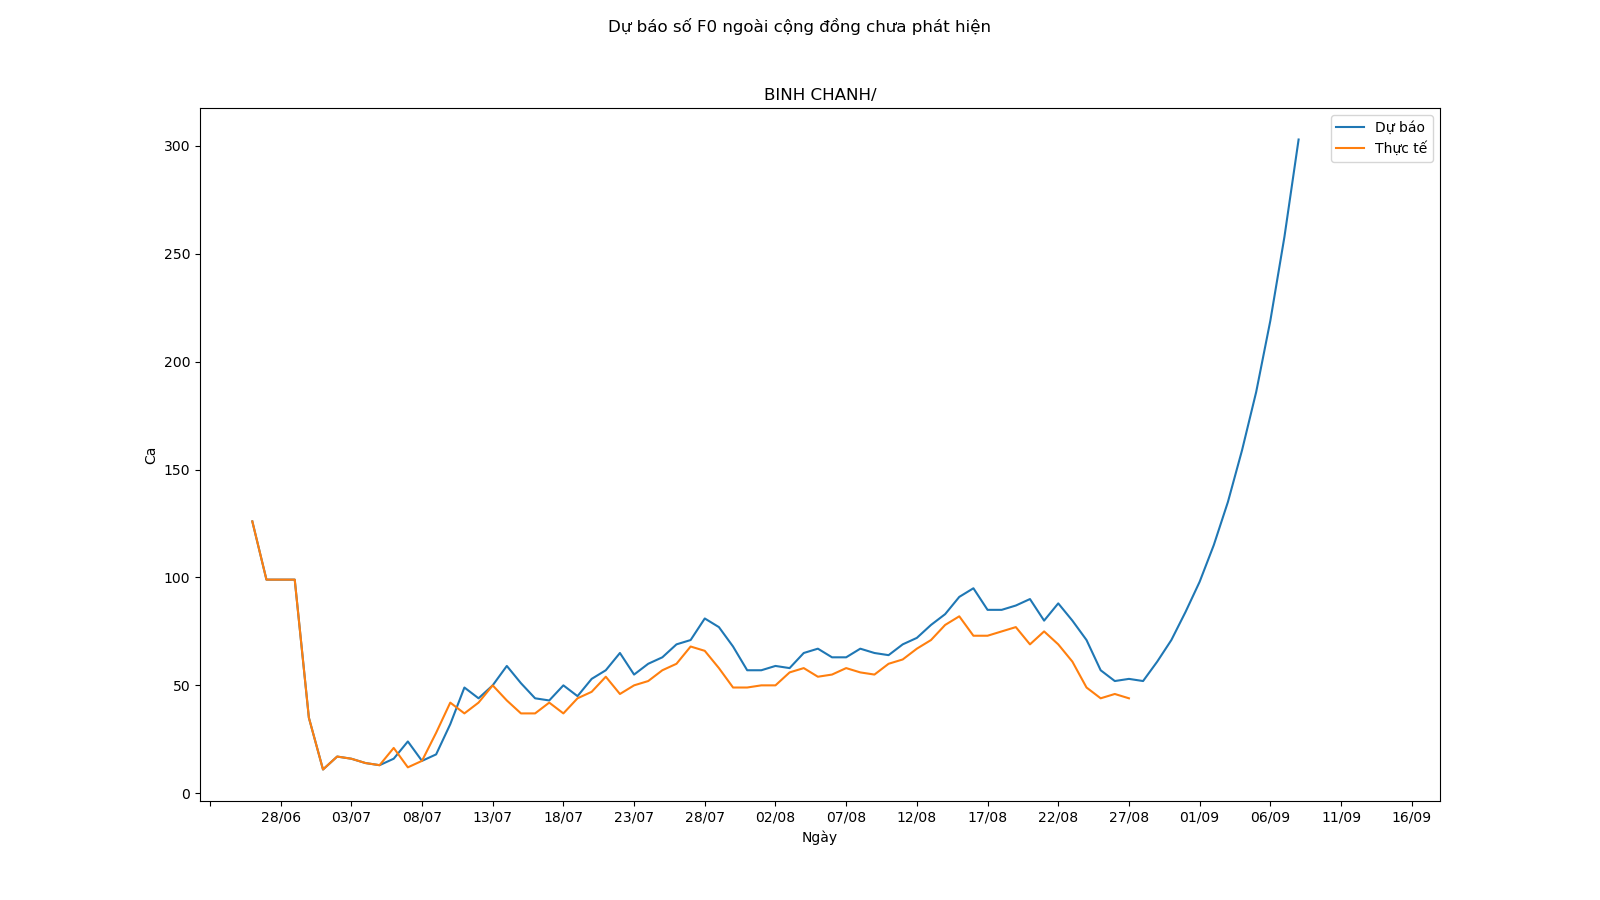 Dự báo số F0 ngoài cộng đồng chưa phát hiện
BINH CHANH/
Dự báo
Thực tế
300
250
200
150
100
50
0
Ca
28/06 03/07 08/07 13/07 18/07 23/07 28/07 02/08 07/08 12/08 17/08 22/08 27/08 01/09 06/09 11/09 16/09
Ngày